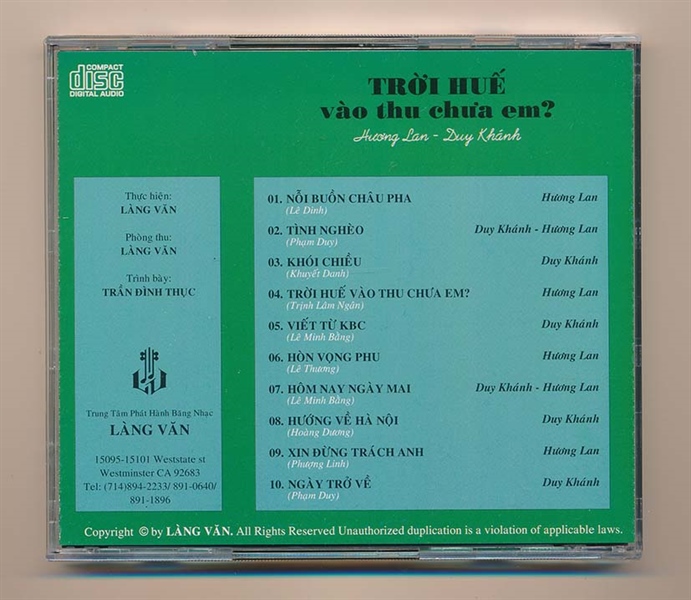 COMPACT
disc
DIGITAL AUDIO
TRỜI HUẾ
vào thu chưa em?
Hương Lan - Duy Khánh
Thực hiện:
LÀNG VĂN
Phòng thu:
LÀNG VĂN
Trình bày:
TRẦN ĐÌNH THỤC
Trung Tâm Phát Hành Băng Nhạc
LÀNG VĂN
15095-15101 Weststate st
Westminster CA 92683
Tel: (714)894-2233/ 891-0640/
891-1896
01. NỖI BUỒN CHÂU PHA Hương Lan
(Lê Dinh)
02. TÌNH NGHÈO Duy Khánh - Hương Lan
(Phạm Duy)
03. KHÓI CHIỀU Duy Khánh
(Khuyết Danh)
04. TRỜI HUẾ VÀO THU CHƯA EM? Hương Lan
(Trịnh Lâm Ngân)
05. VIẾT TỪ KBC Duy Khánh
(Lê Minh Bằng)
06. HÒN VỌNG PHU Hương Lan
(Lê Thương)
07. HÔM NAY NGÀY MAI Duy Khánh - Hương Lan
(Lê Minh Bằng)
08. HƯỚNG VỀ HÀ NỘI Duy Khánh
(Hoàng Dương)
09. XIN ĐỪNG TRÁCH ANH Hương Lan
(Phượng Linh)
10. NGÀY TRỞ VỀ Duy Khánh
(Phạm Duy)
Copyright © by LÀNG VĂN. All Rights Reserved Unauthorized duplication is a violation of applicable laws.